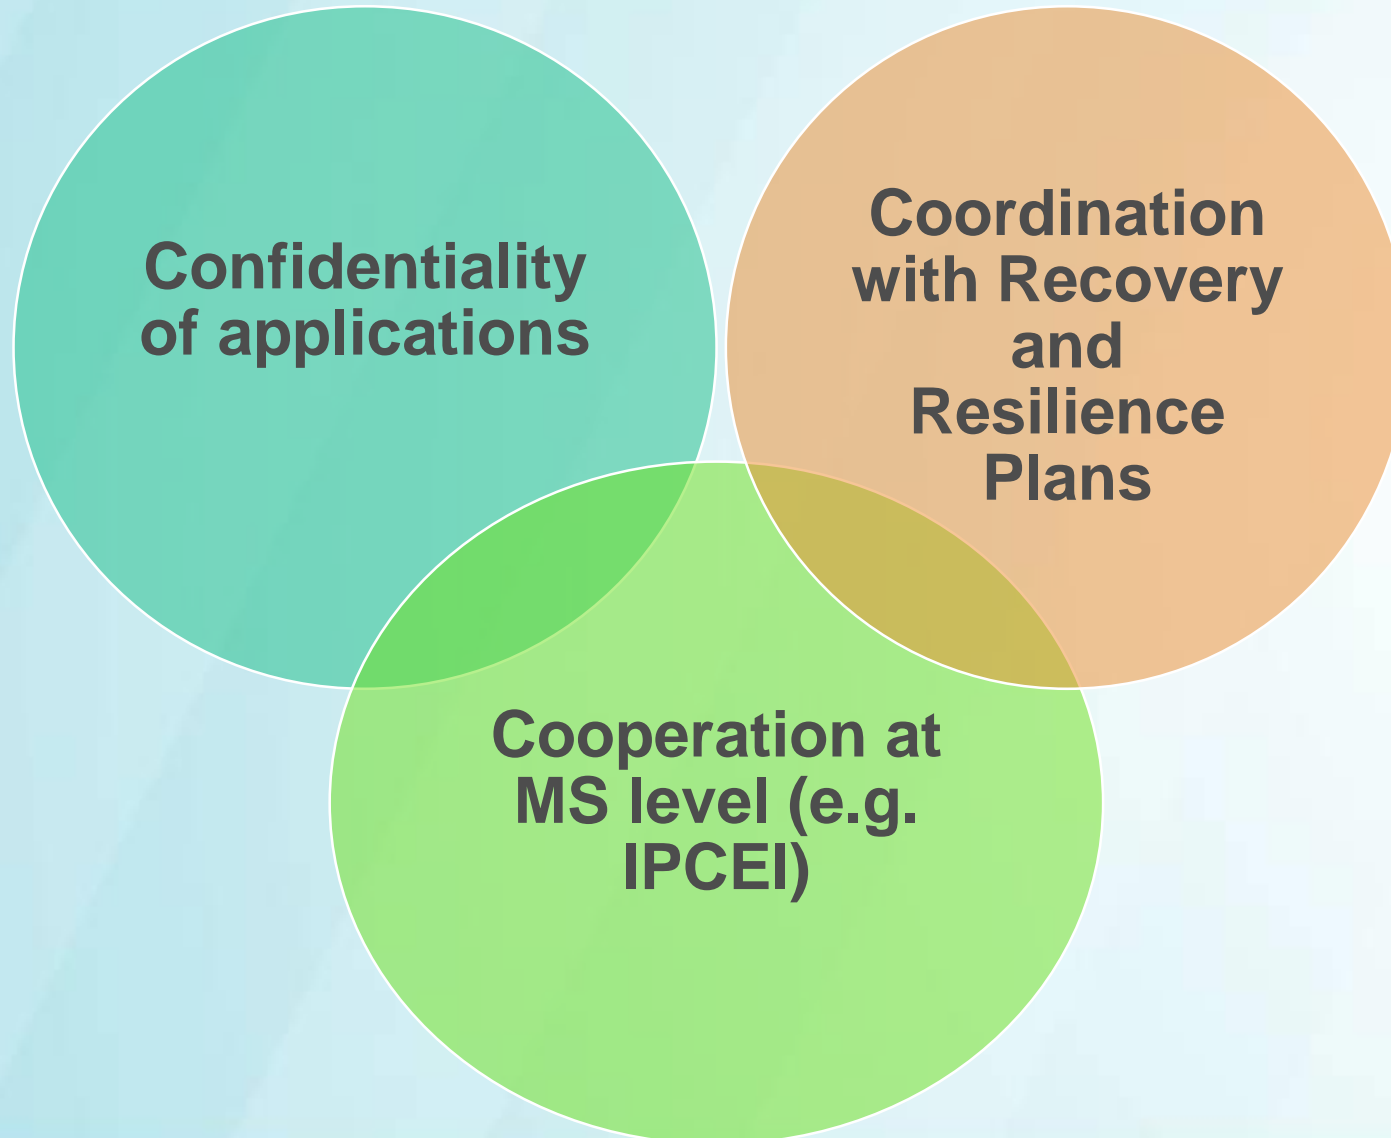 Confidentiality
of applications
Coordination
with Recovery
and
Resilience
Plans
Cooperation at
MS level (e.g.
IPCEI)